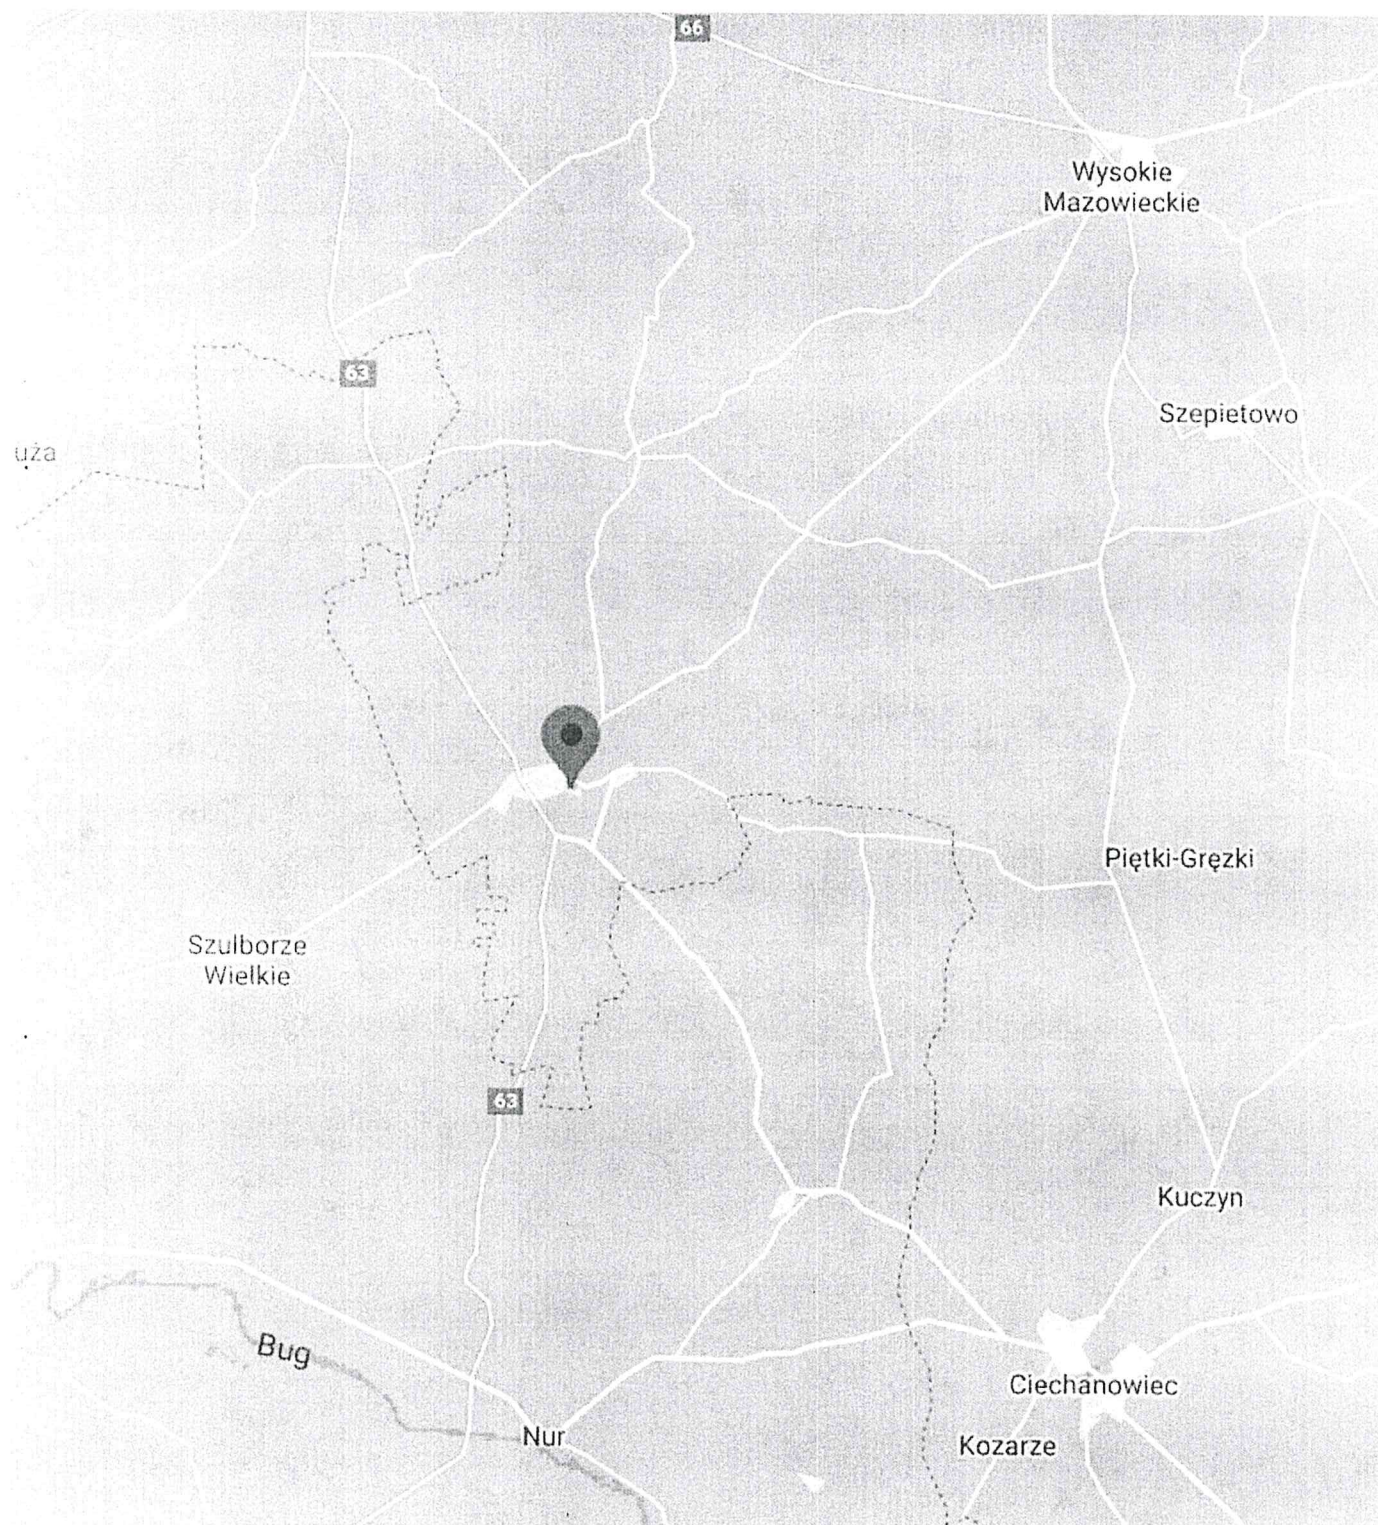 66
Wysokie
Mazowieckie
63
Szepietowo
uża
Piętki-Gręzki
Szulborze
Wielkie
63
Kuczyn
Bug
Ciechanowiec
Nur
Kozarze